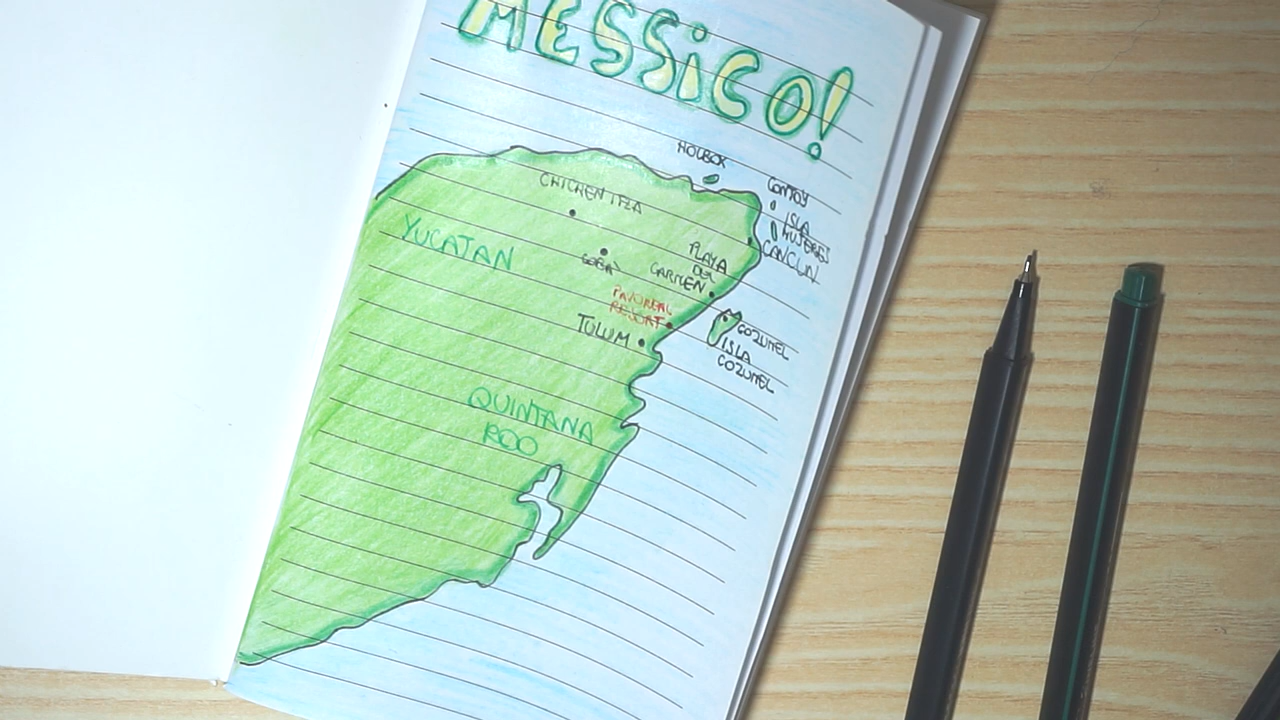 MESSICO!
HOLBOX
CONTOY
CHICHEN ITZA
ISLA
MUJERES
CANCUN
YUCATAN
PLAYA
DEL
CARMEN
COBA
RESORT
TULUM
COZUMEL
ISLA
COZUMEL
QUINTANA
ROO